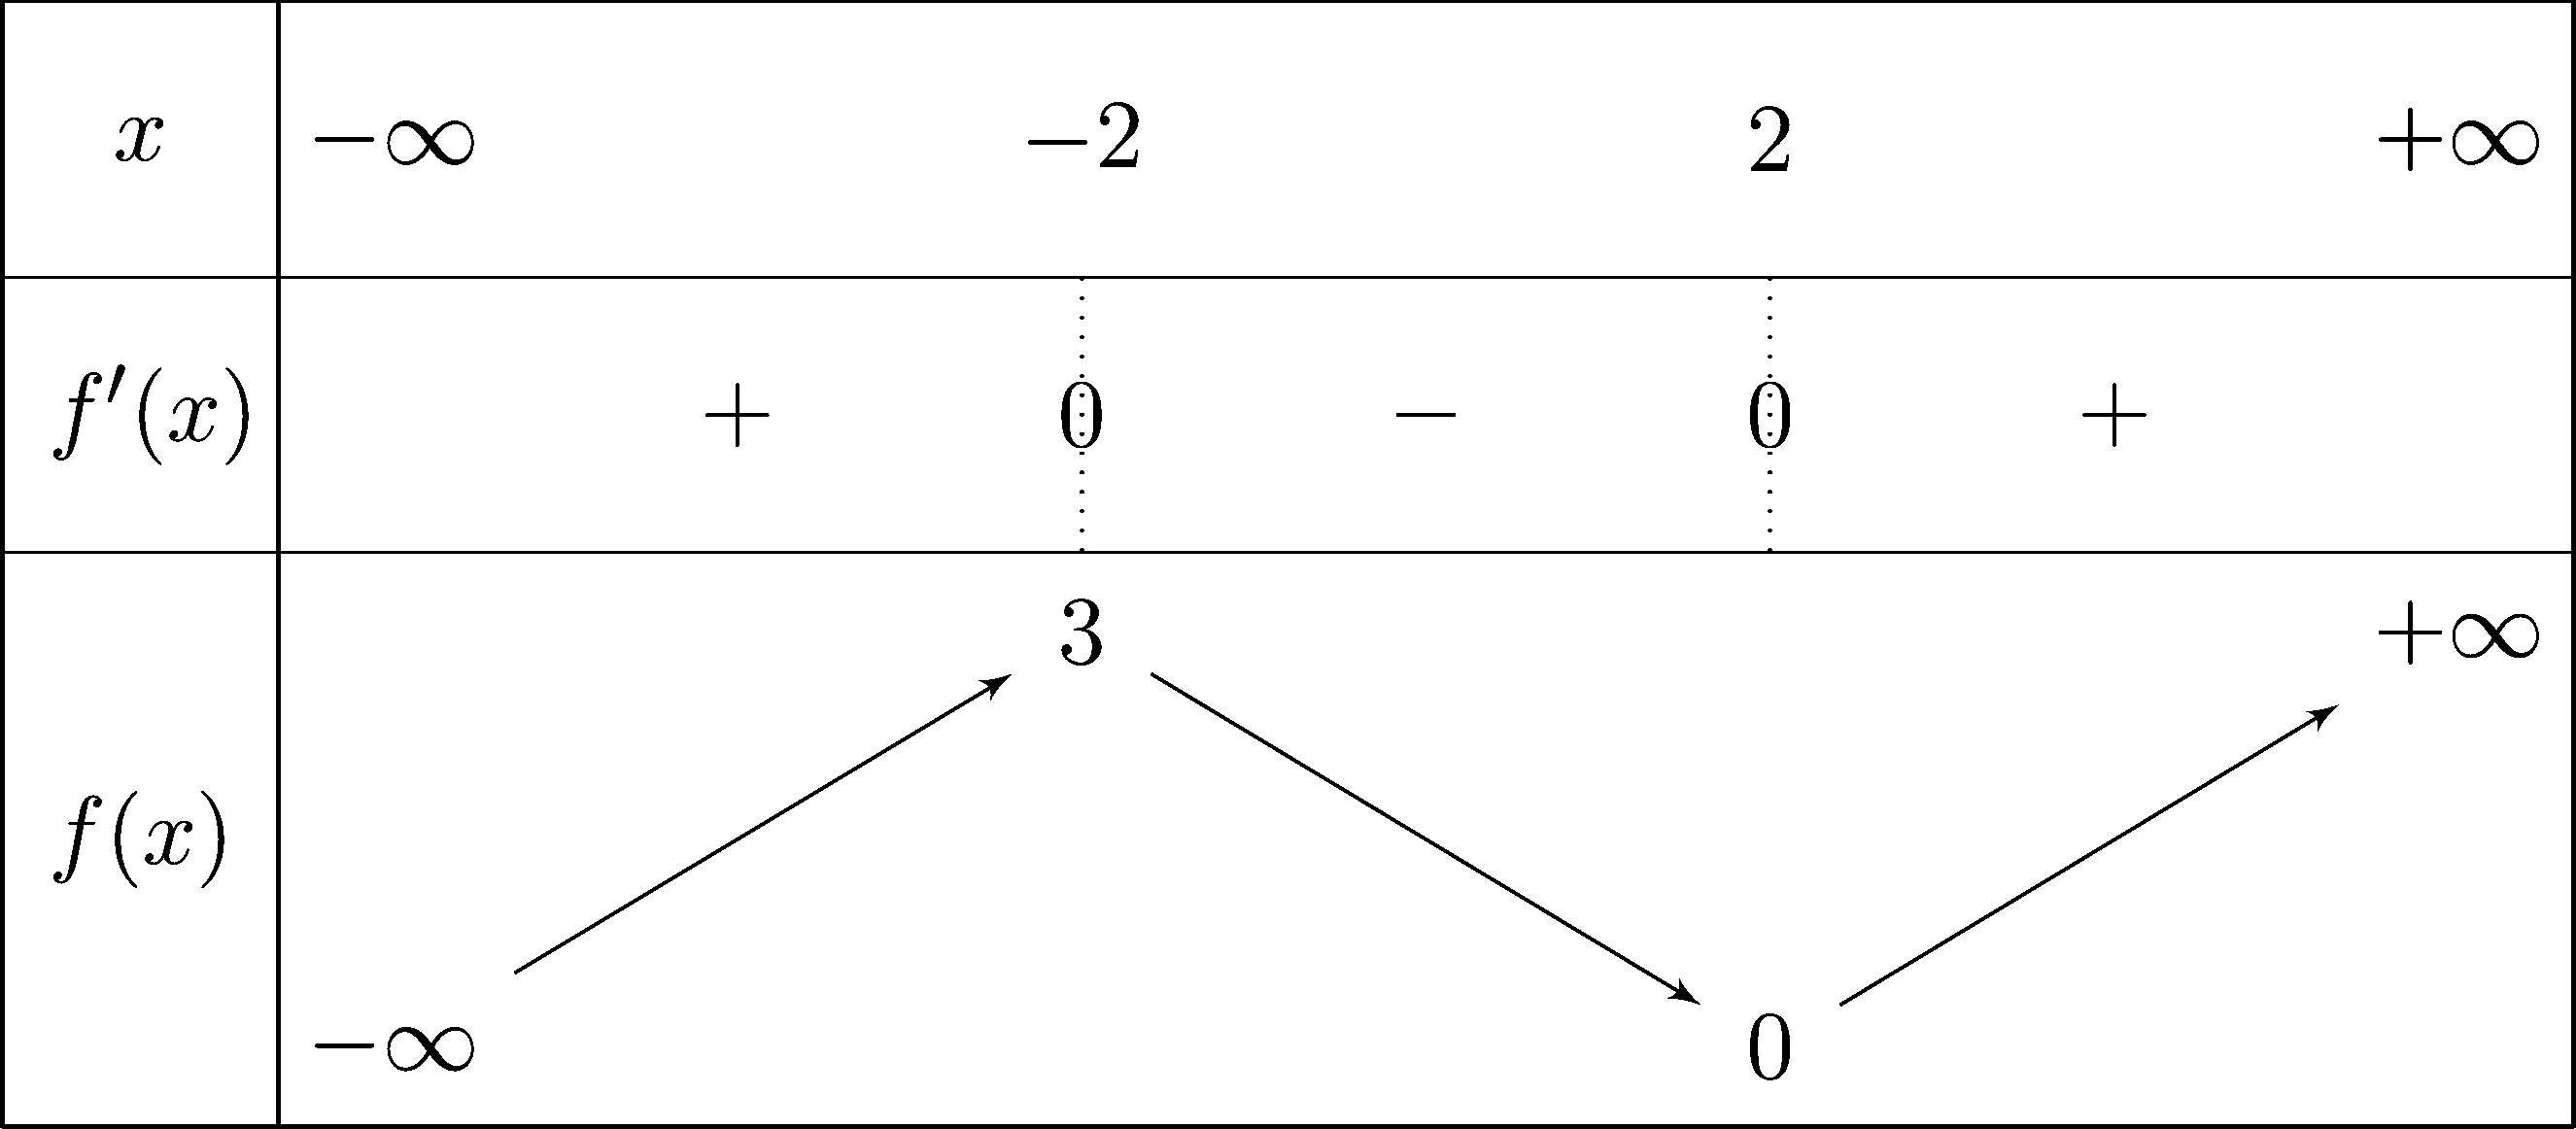 x −∞ −2 2 +∞
f′(x) + 0 − 0 +
3 +∞
f(x)
−∞ 0